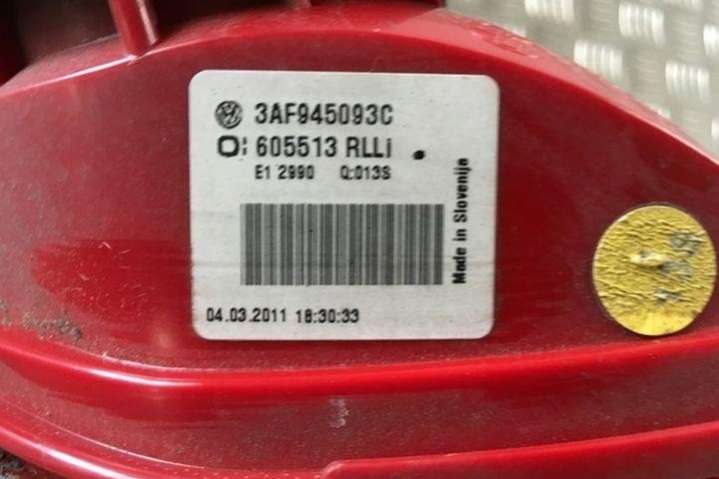 3AF945093C
605513 RLLi
E1 2990 Q:013S
Made in Slovenija
04.03.2011 18:30:33